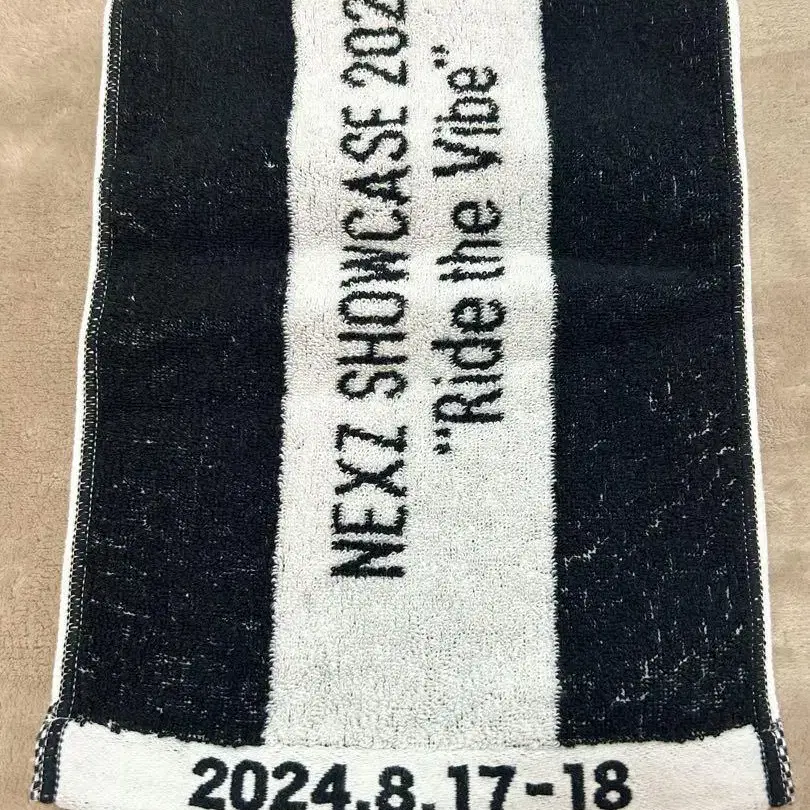 NEXZ SHOWCASE 202
"Ride the Vibe"
2024.8.17-18